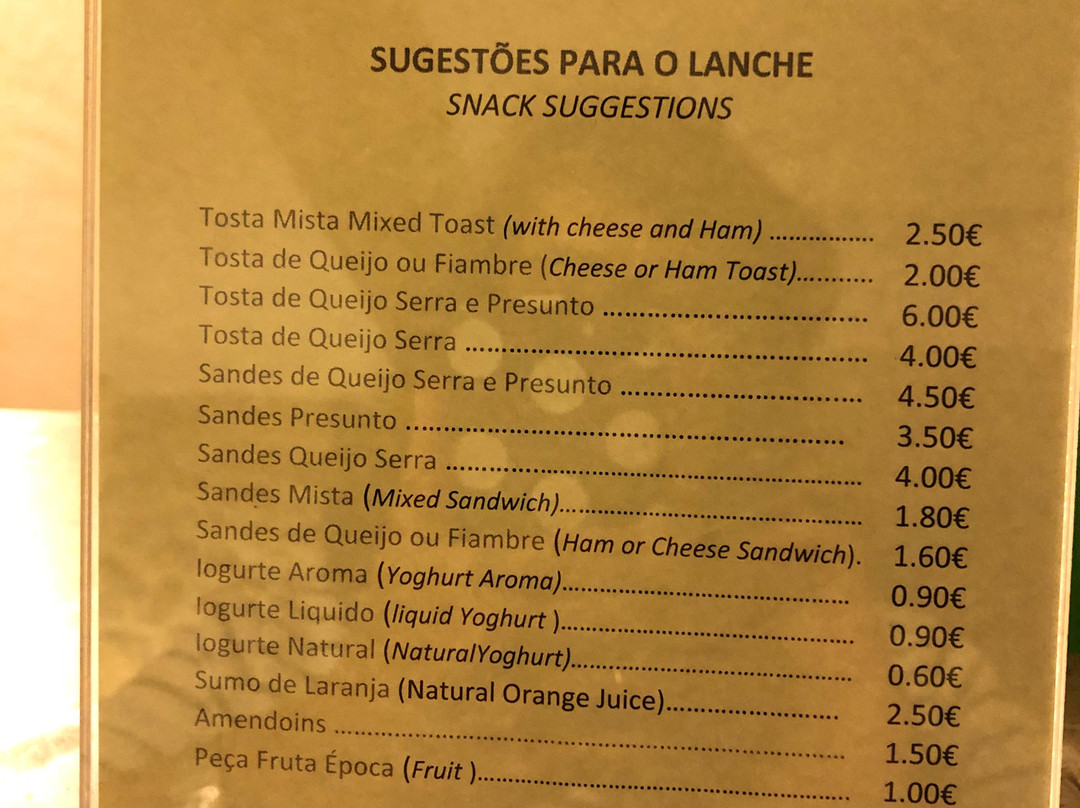 SUGESTÕES PARA O LANCHE
SNACK SUGGESTIONS
Tosta Mista Mixed Toast (with cheese and Ham) ................ 2.50€
Tosta de Queijo ou Fiambre (Cheese or Ham Toast)............ 2.00€
Tosta de Queijo Serra e Presunto ........................................ 6.00€
Tosta de Queijo Serra ............................................................. 4.00€
Sandes de Queijo Serra e Presunto ..................................... 4.50€
Sandes Presunto ................................................................... 3.50€
Sandes Queijo Serra ............................................................... 4.00€
Sandes Mista (Mixed Sandwich).............................................. 1.80€
Sandes de Queijo ou Fiambre (Ham or Cheese Sandwich). 1.60€
Iogurte Aroma (Yoghurt Aroma)............................................ 0.90€
Iogurte Liquido (liquid Yoghurt )............................................. 0.90€
Iogurte Natural (NaturalYoghurt)........................................... 0.60€
Sumo de Laranja (Natural Orange Juice).......................... 2.50€
Amendoins .............................................................................. 1.50€
Peça Fruta Época (Fruit )......................................................... 1.00€